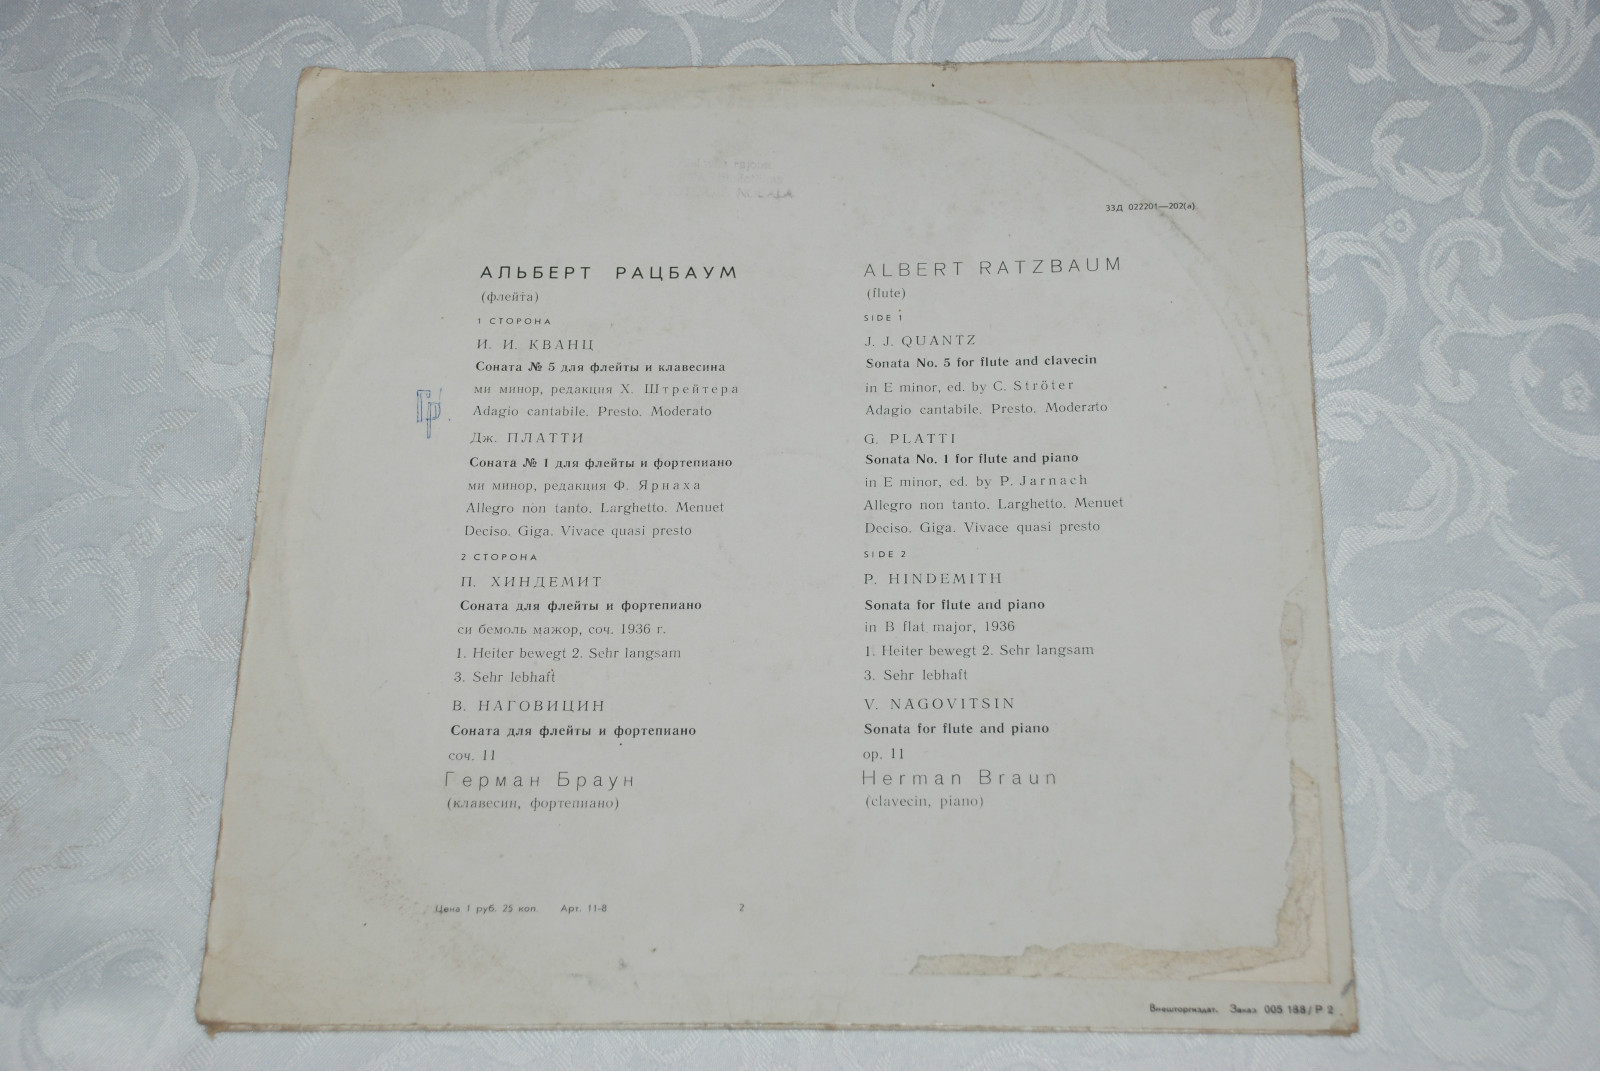 33Д 022201—202(а)
АЛЬБЕРТ РАЦБАУМ
(флейта)
1 СТОРОНА
И. И. КВАНЦ
Соната № 5 для флейты и клавесина
ми минор, редакция Х. Штрейтера
Adagio cantabile. Presto. Moderato
Дж. ПЛАТТИ
Соната № 1 для флейты и фортепиано
ми минор, редакция Ф. Ярнаха
Allegro non tanto. Larghetto. Menuet
Deciso. Giga. Vivace quasi presto
2 СТОРОНА
П. ХИНДЕМИТ
Соната для флейты и фортепиано
си бемоль мажор, соч. 1936 г.
1. Heiter bewegt 2. Sehr langsam
3. Sehr lebhaft
В. НАГОВИЦИН
Соната для флейты и фортепиано
соч. 11
Герман Браун
(клавесин, фортепиано)
ALBERT RATZBAUM
(flute)
SIDE 1
J. J. QUANTZ
Sonata No. 5 for flute and clavecin
in E minor, ed. by C. Ströter
Adagio cantabile. Presto. Moderato
G. PLATTI
Sonata No. 1 for flute and piano
in E minor, ed. by P. Jarnach
Allegro non tanto. Larghetto. Menuet
Deciso. Giga. Vivace quasi presto
SIDE 2
P. HINDEMITH
Sonata for flute and piano
in B flat major, 1936
1. Heiter bewegt 2. Sehr langsam
3. Sehr lebhaft
V. NAGOVITSIN
Sonata for flute and piano
op. 11
Herman Braun
(clavecin, piano)
Цена 1 руб. 25 коп. Арт. 11-8 2
Внешторгиздат. Заказ 005 188/Р 2